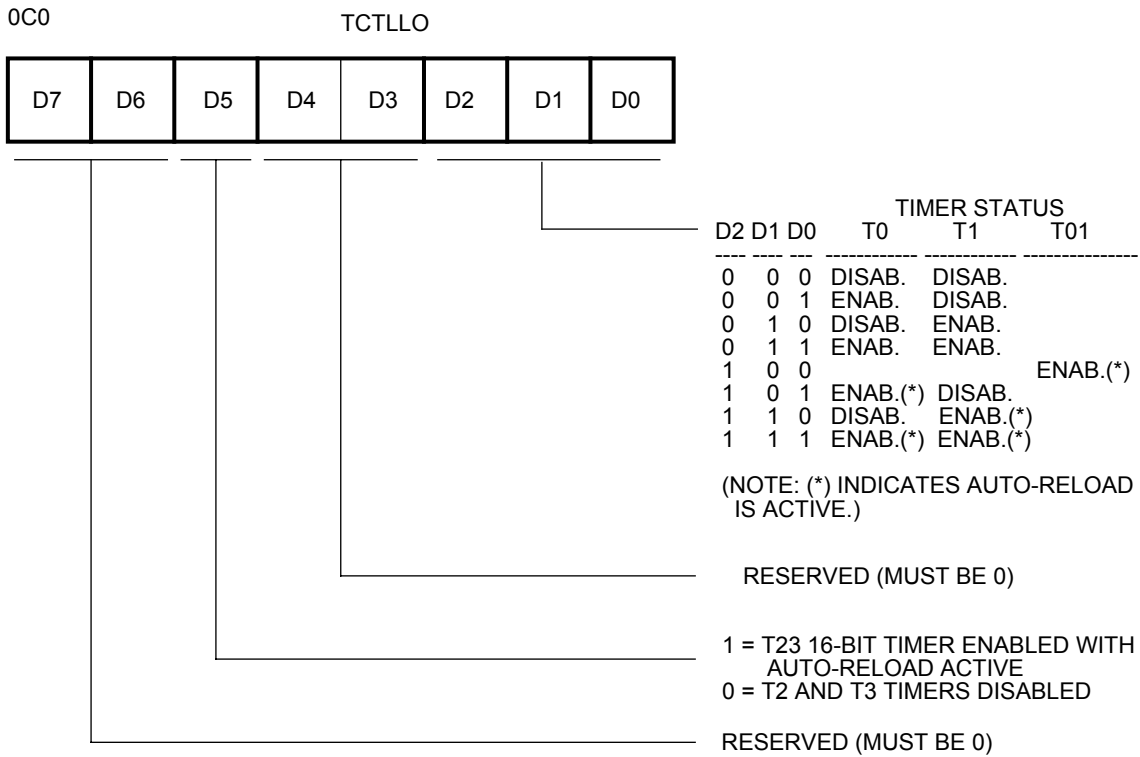 0C0
TCTLLO
D7 D6 D5 D4 D3 D2 D1 D0
TIMER STATUS
D2 D1 D0 T0 T1 T01
---- ---- --- ------------ ------------ ---------------
0 0 0 DISAB. DISAB.
0 0 1 ENAB. DISAB.
0 1 0 DISAB. ENAB.
0 1 1 ENAB. ENAB.
1 0 0 ENAB.(*)
1 0 1 ENAB.(*) DISAB.
1 1 0 DISAB. ENAB.(*)
1 1 1 ENAB.(*) ENAB.(*)
(NOTE: (*) INDICATES AUTO-RELOAD
IS ACTIVE.)
RESERVED (MUST BE 0)
1 = T23 16-BIT TIMER ENABLED WITH
AUTO-RELOAD ACTIVE
0 = T2 AND T3 TIMERS DISABLED
RESERVED (MUST BE 0)